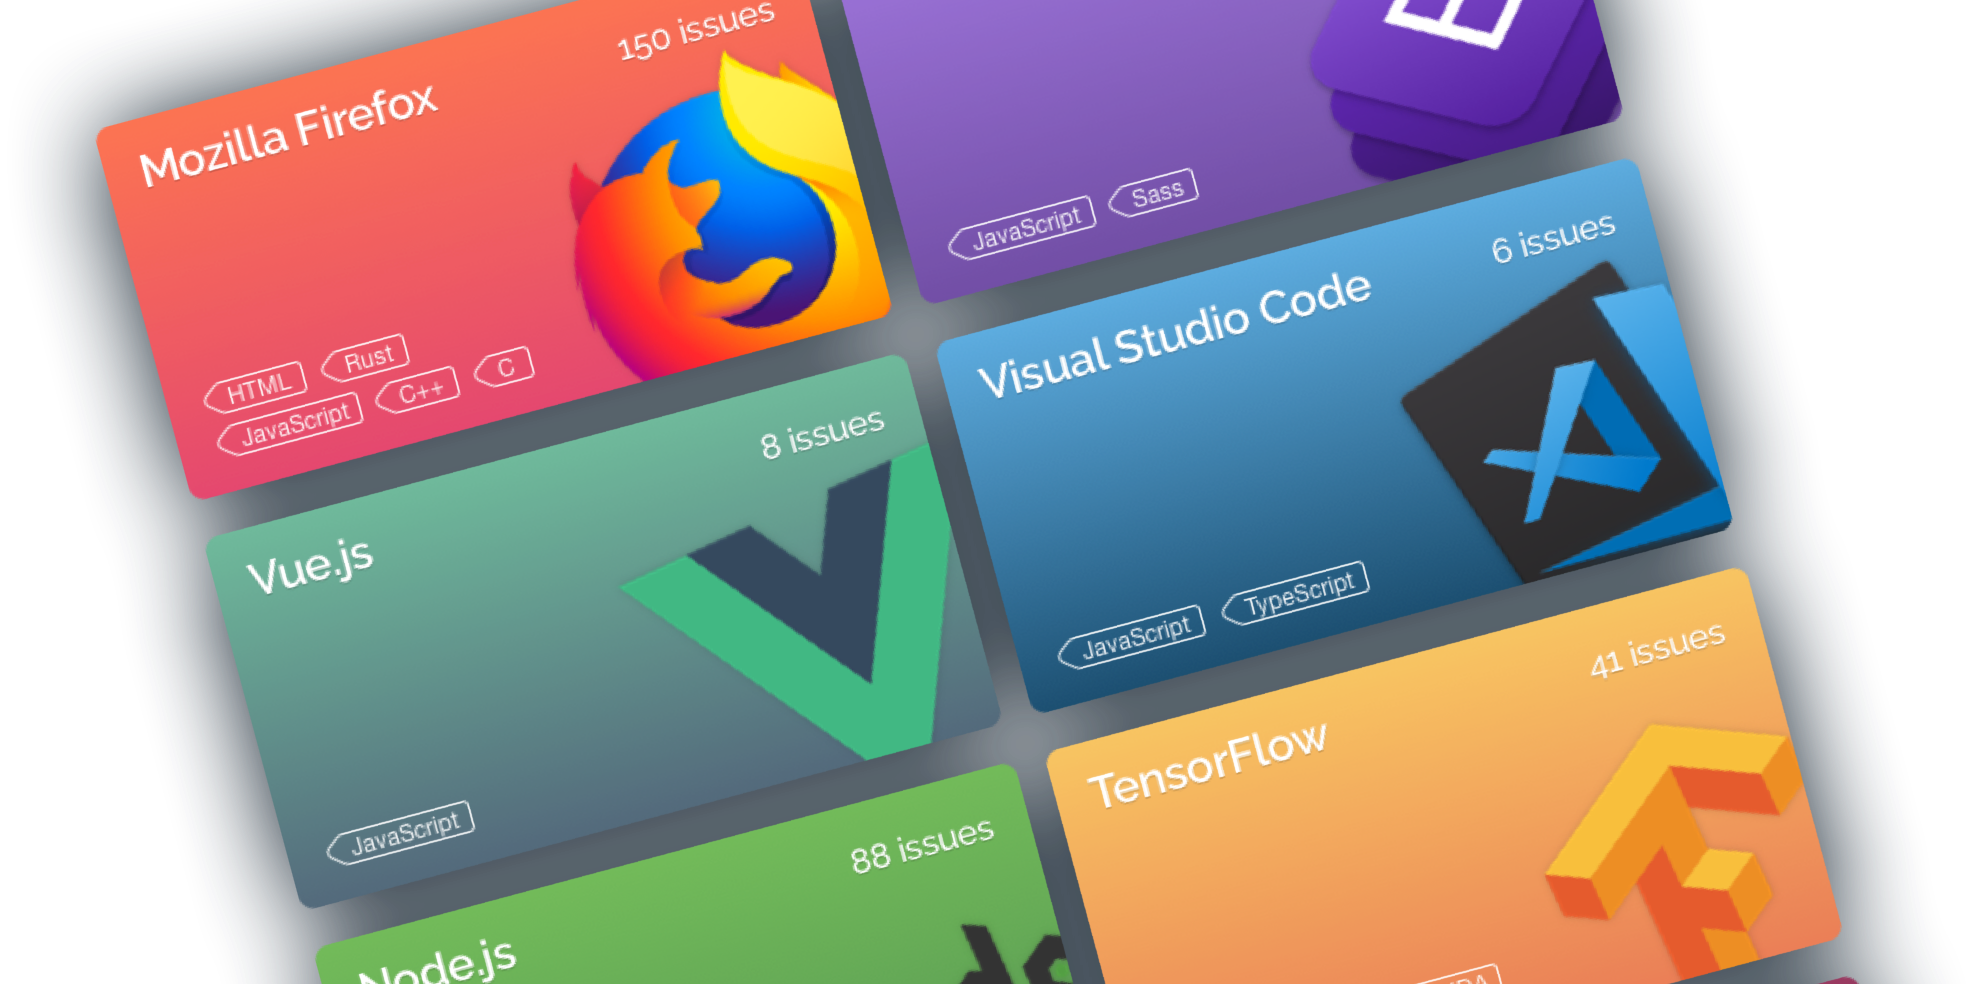 150 issues
Mozilla Firefox
HTML Rust
JavaScript C++ C
JavaScript Sass
6 issues
Visual Studio Code
JavaScript TypeScript
8 issues
Vue.js
JavaScript
41 issues
TensorFlow
88 issues
Node.js